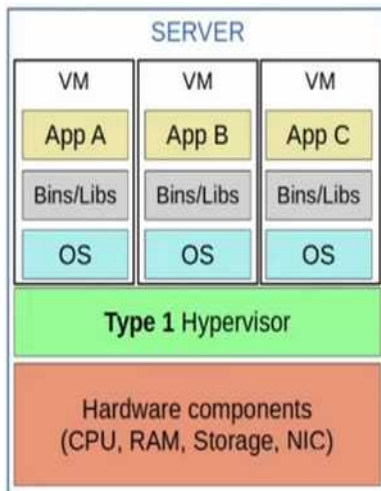 SERVER
VM VM VM
App A App B App C
Bins/Libs Bins/Libs Bins/Libs
OS OS OS
Type 1 Hypervisor
Hardware components
(CPU, RAM, Storage, NIC)